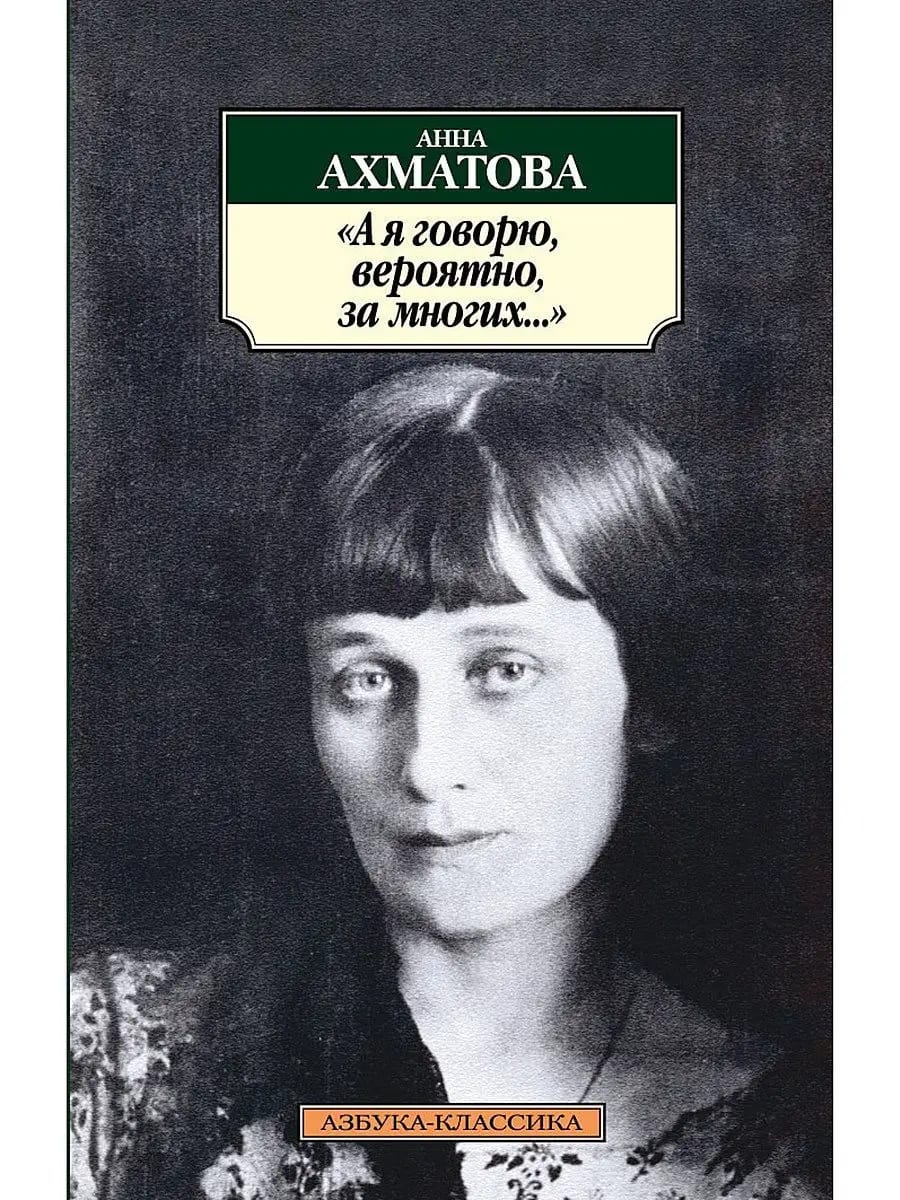 АННА
АХМАТОВА
«А я говорю,
вероятно,
за многих...»
АЗБУКА-КЛАССИКА